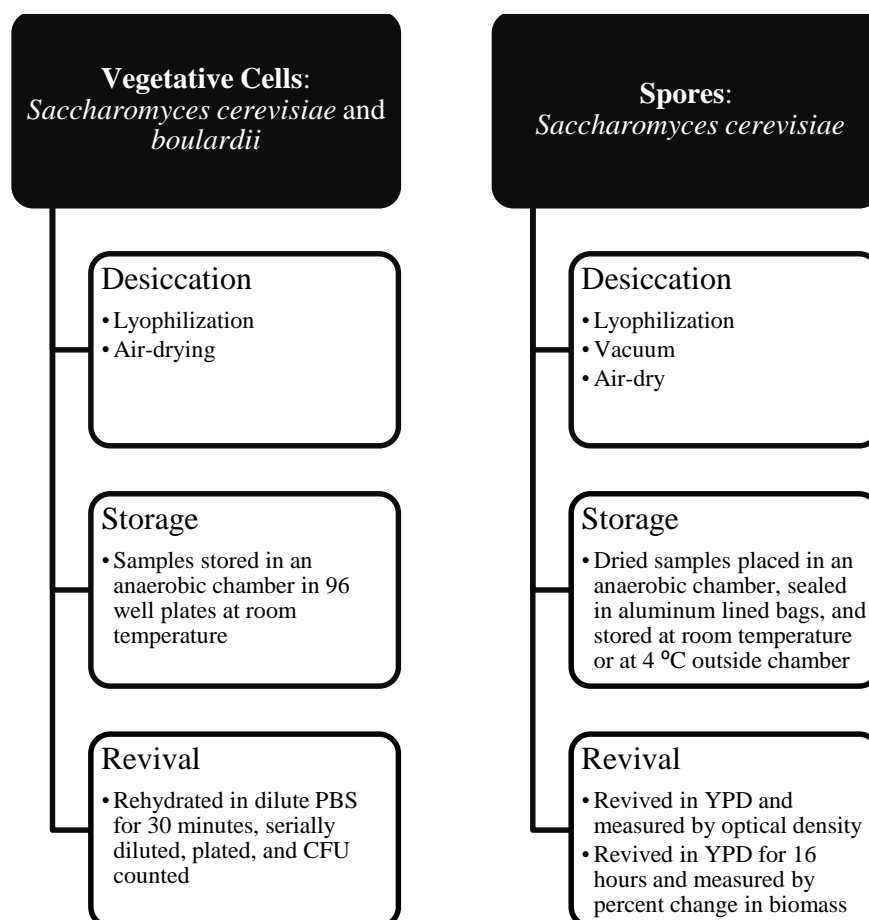 Vegetative Cells:
Saccharomyces cerevisiae and
boulardii
Desiccation
• Lyophilization
• Air-drying
Storage
• Samples stored in an
anaerobic chamber in 96
well plates at room
temperature
Revival
• Rehydrated in dilute PBS
for 30 minutes, serially
diluted, plated, and CFU
counted
Spores:
Saccharomyces cerevisiae
Desiccation
• Lyophilization
• Vacuum
• Air-dry
Storage
• Dried samples placed in an
anaerobic chamber, sealed
in aluminum lined bags, and
stored at room temperature
or at 4 ºC outside chamber
Revival
• Revived in YPD and
measured by optical density
• Revived in YPD for 16
hours and measured by
percent change in biomass